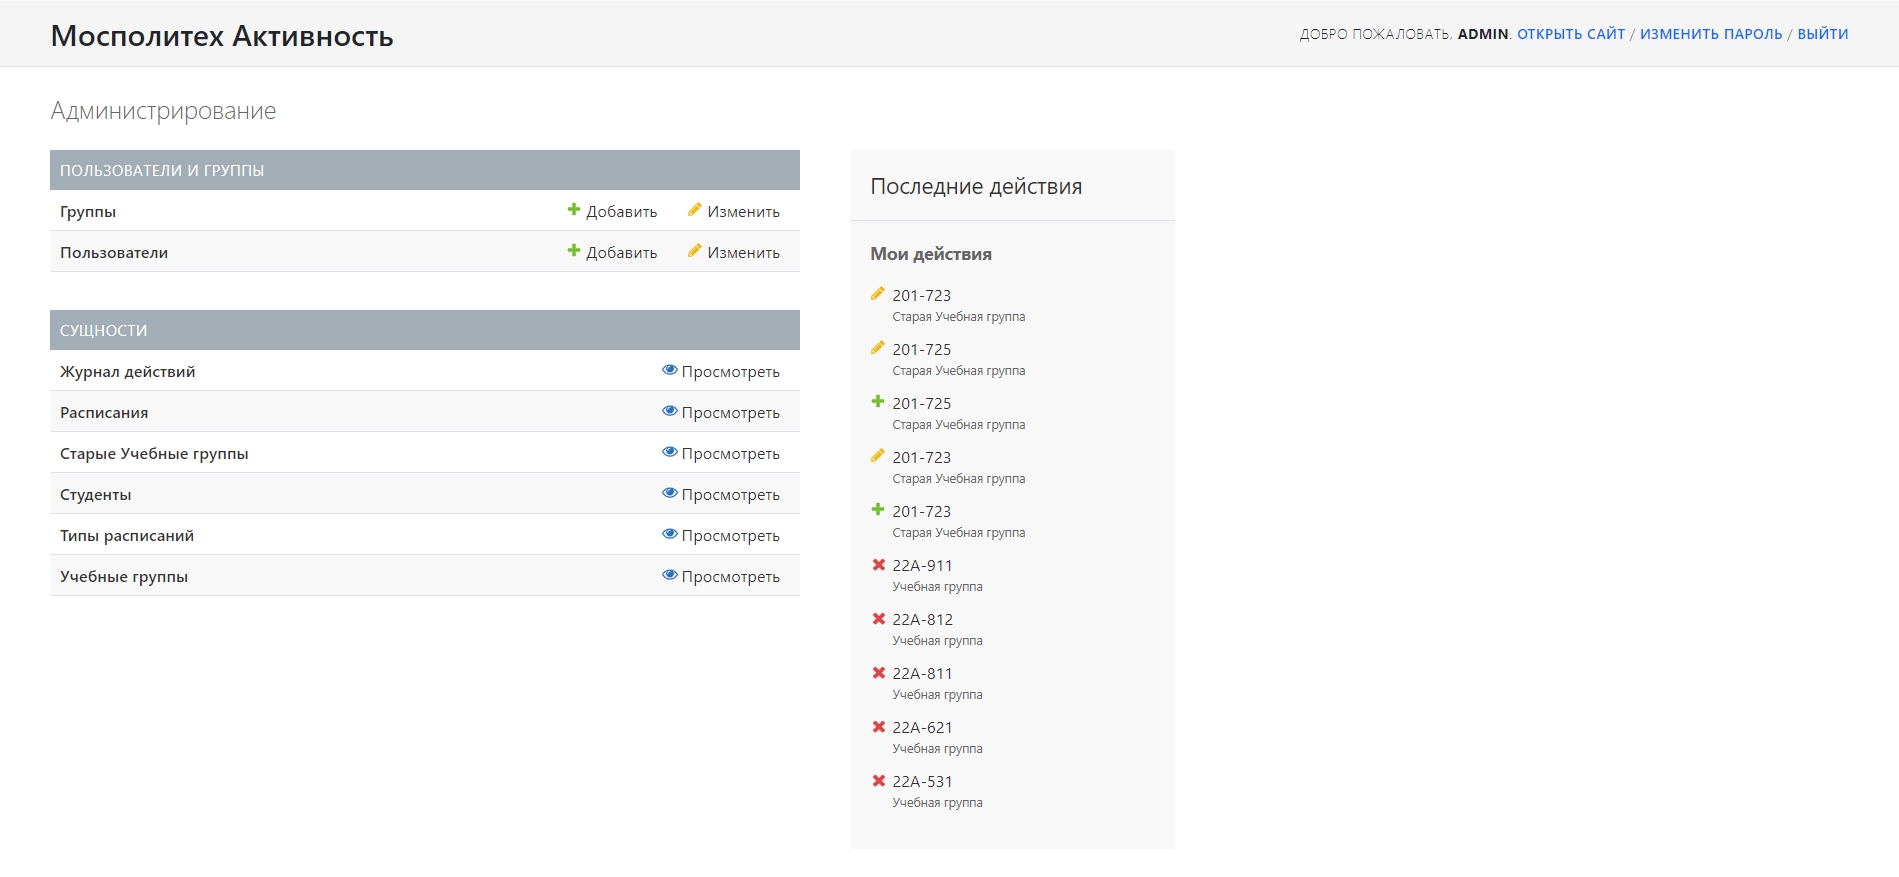 Мосполитех Активность
ДОБРО ПОЖАЛОВАТЬ, ADMIN. ОТКРЫТЬ САЙТ / ИЗМЕНИТЬ ПАРОЛЬ / ВЫЙТИ
Администрирование
ПОЛЬЗОВАТЕЛИ И ГРУППЫ
Группы Добавить Изменить
Пользователи Добавить Изменить
СУЩНОСТИ
Журнал действий Просмотреть
Расписания Просмотреть
Старые Учебные группы Просмотреть
Студенты Просмотреть
Типы расписаний Просмотреть
Учебные группы Просмотреть
Последние действия
Мои действия
201-723
Старая Учебная группа
201-725
Старая Учебная группа
201-725
Старая Учебная группа
201-723
Старая Учебная группа
201-723
Старая Учебная группа
22А-911
Учебная группа
22А-812
Учебная группа
22А-811
Учебная группа
22А-621
Учебная группа
22А-531
Учебная группа